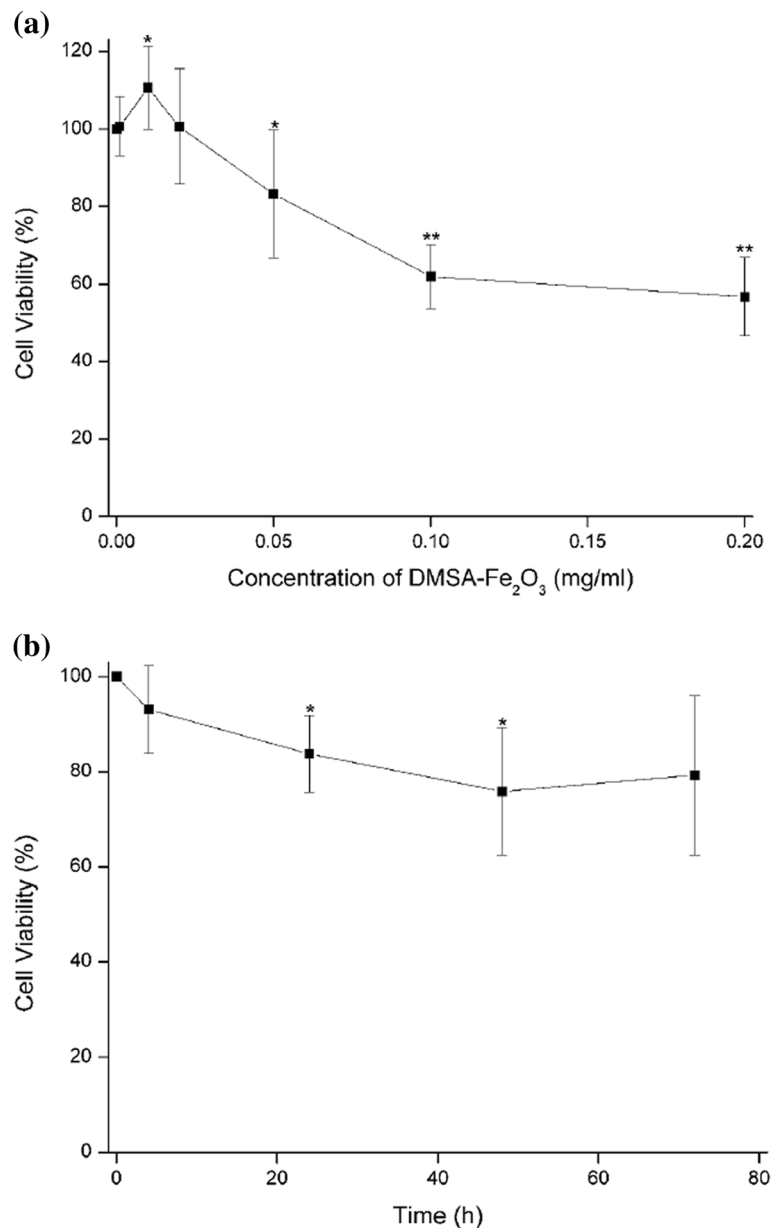 (a)
*
*
**
**
120
100
80
60
40
20
0
Cell Viability (%)
0.00 0.05 0.10 0.15 0.20
Concentration of DMSA-Fe₂O₃ (mg/ml)
(b)
*
*
100
80
60
40
20
0
Cell Viability (%)
0 20 40 60 80
Time (h)